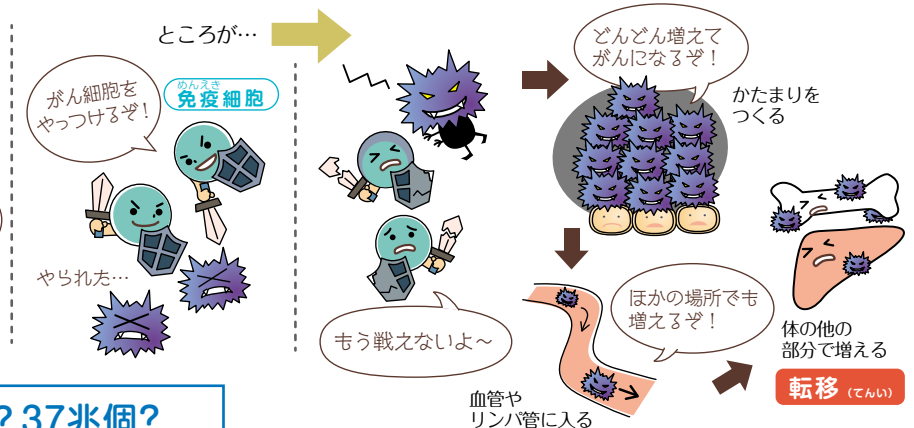 ところが…
がん細胞を
やっつけるぞ！
めんえき
免疫細胞
やられた…
もう戦えないよ～
どんどん増えて
がんになるぞ！
かたまりを
つくる
ほかの場所でも
増えるぞ！
血管や
リンパ管に入る
体の他の
部分で増える
転移（てんい）
？37兆個？